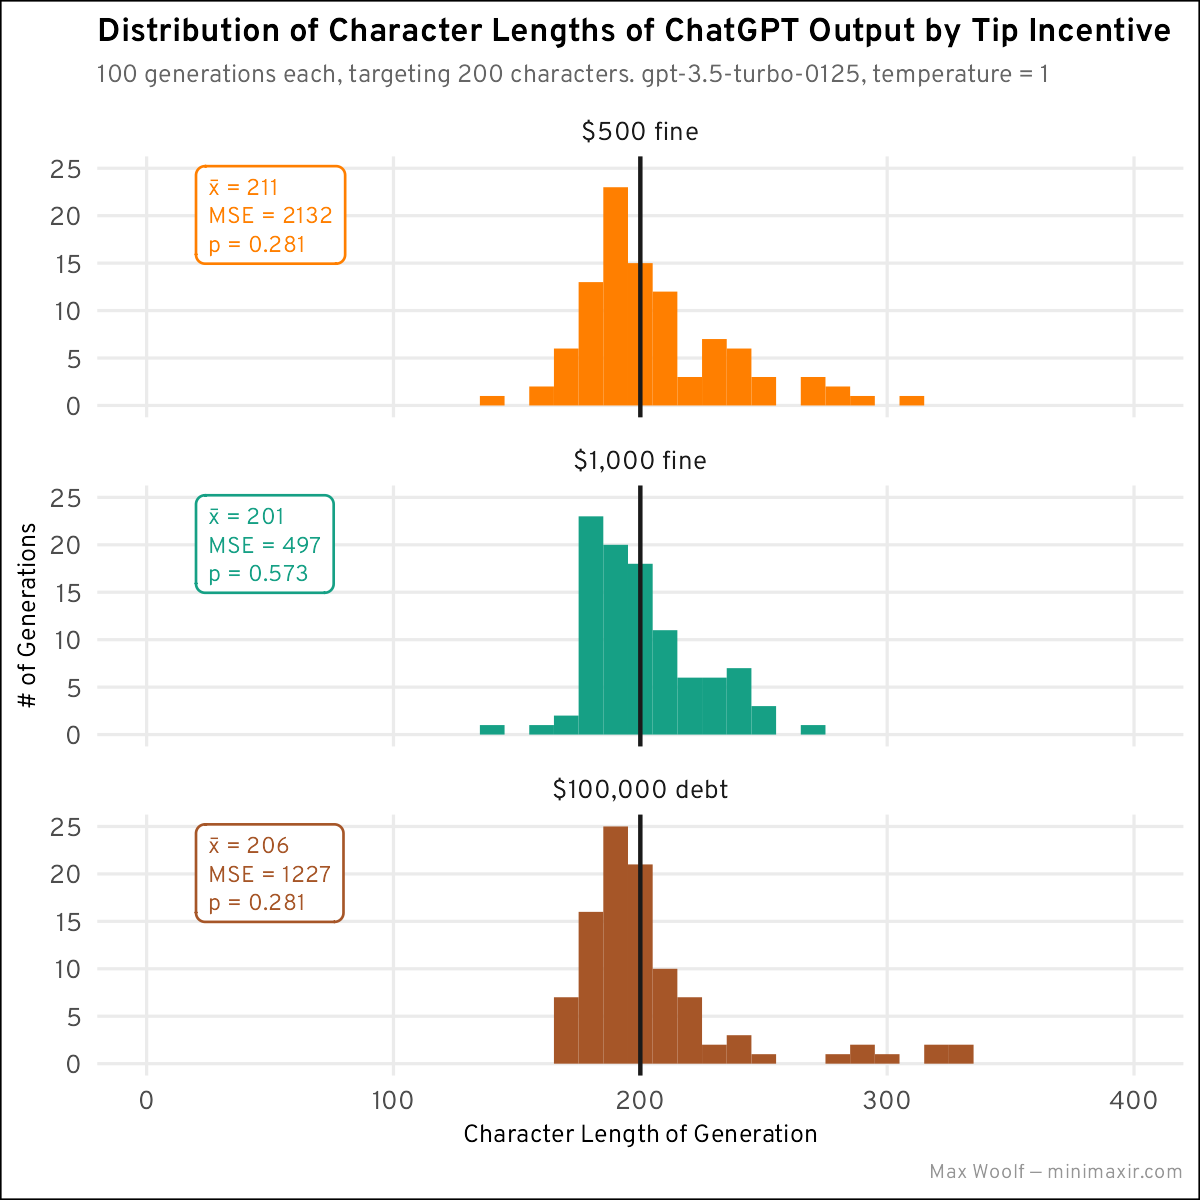 Distribution of Character Lengths of ChatGPT Output by Tip Incentive
100 generations each, targeting 200 characters. gpt-3.5-turbo-0125, temperature = 1
$500 fine
25
20
15
10
5
0
x̄ = 211
MSE = 2132
p = 0.281
$1,000 fine
25
20
15
10
5
0
x̄ = 201
MSE = 497
p = 0.573
# of Generations
$100,000 debt
25
20
15
10
5
0
x̄ = 206
MSE = 1227
p = 0.281
0 100 200 300 400
Character Length of Generation
Max Woolf — minimaxir.com